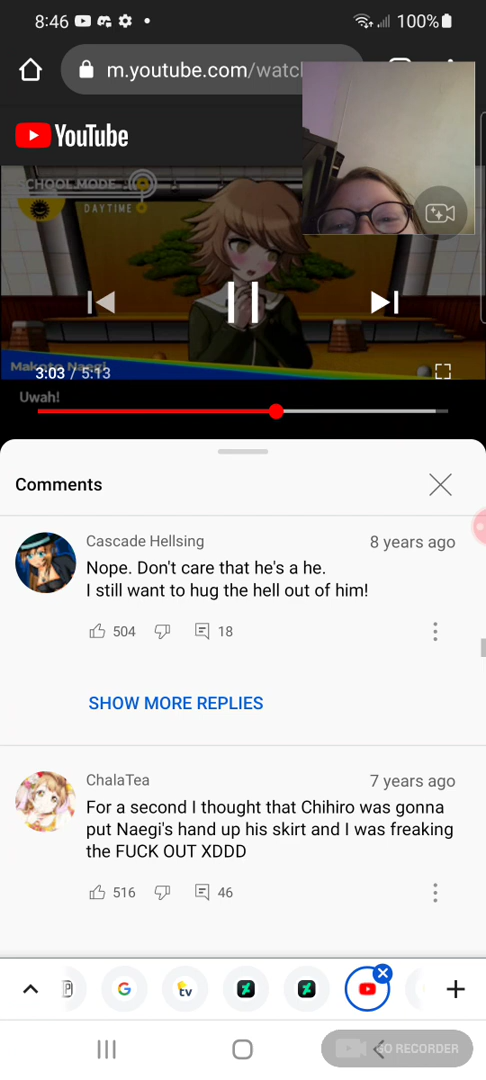 8:46
100%
m.youtube.com/watc
YouTube
SCHOOL MODE
DAYTIME
Makoto Naegi
3:03 / 5:13
Uwah!
Comments
Cascade Hellsing
8 years ago
Nope. Don't care that he's a he.
I still want to hug the hell out of him!
504
18
SHOW MORE REPLIES
ChalaTea
7 years ago
For a second I thought that Chihiro was gonna
put Naegi's hand up his skirt and I was freaking
the FUCK OUT XDDD
516
46
G
tv
GO RECORDER